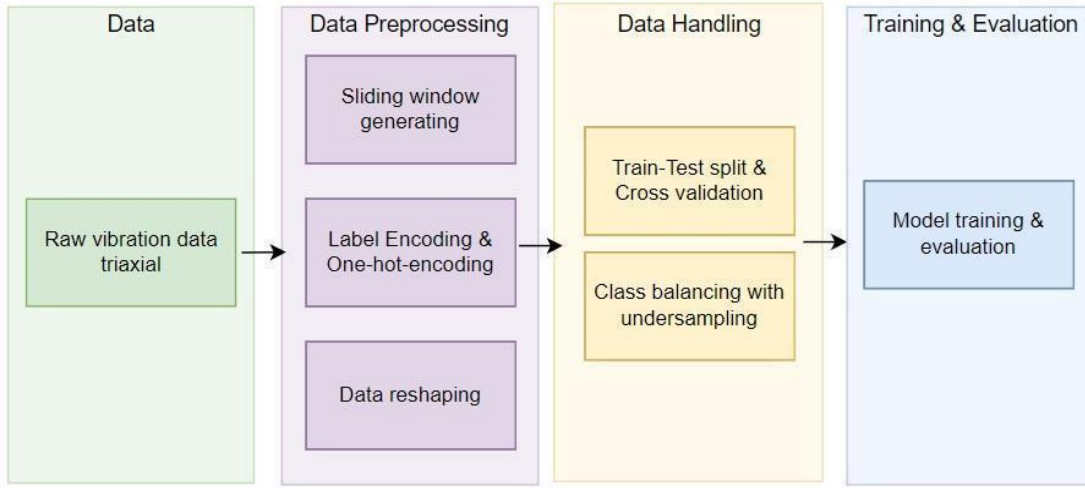 Data
Raw vibration data
triaxial
Data Preprocessing
Sliding window
generating
Label Encoding &
One-hot-encoding
Data reshaping
Data Handling
Train-Test split &
Cross validation
Class balancing with
undersampling
Training & Evaluation
Model training &
evaluation